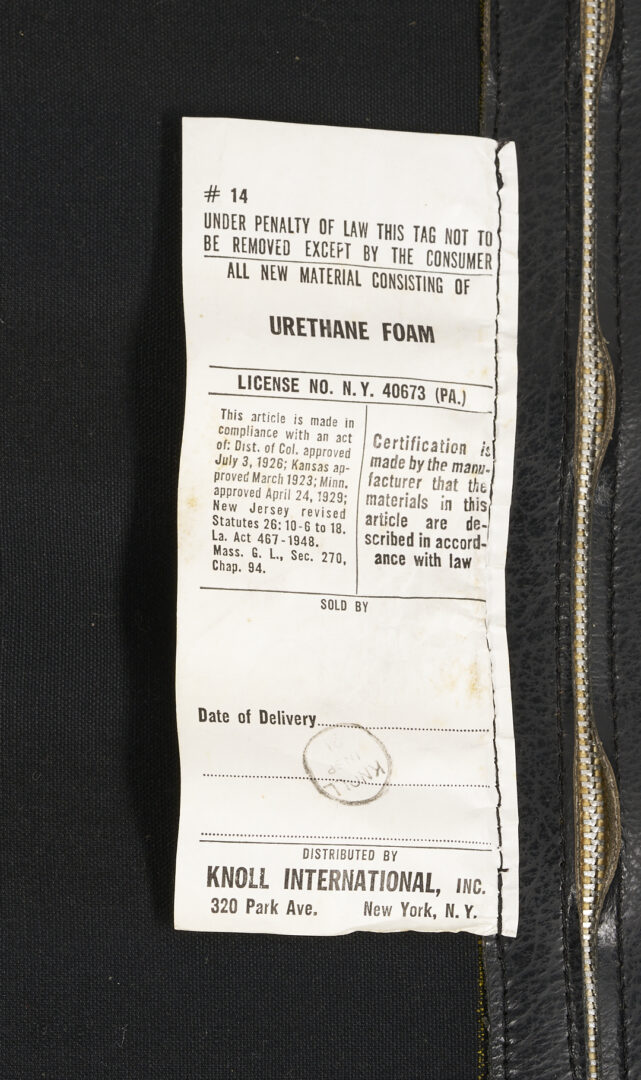 # 14
UNDER PENALTY OF LAW THIS TAG NOT TO
BE REMOVED EXCEPT BY THE CONSUMER
ALL NEW MATERIAL CONSISTING OF
URETHANE FOAM
LICENSE NO. N.Y. 40673 (PA.)
This article is made in
compliance with an act
of: Dist. of Col. approved
July 3, 1926; Kansas ap-
proved March 1923; Minn.
approved April 24, 1929;
New Jersey revised
Statutes 26:10-6 to 18.
La. Act 467-1948.
Mass. G. L., Sec. 270,
Chap. 94.
Certification is
made by the manu-
facturer that the
materials in this
article are de-
scribed in accord-
ance with law
SOLD BY
Date of Delivery
KNOLL
DISTRIBUTED BY
KNOLL INTERNATIONAL, INC.
320 Park Ave. New York, N. Y.